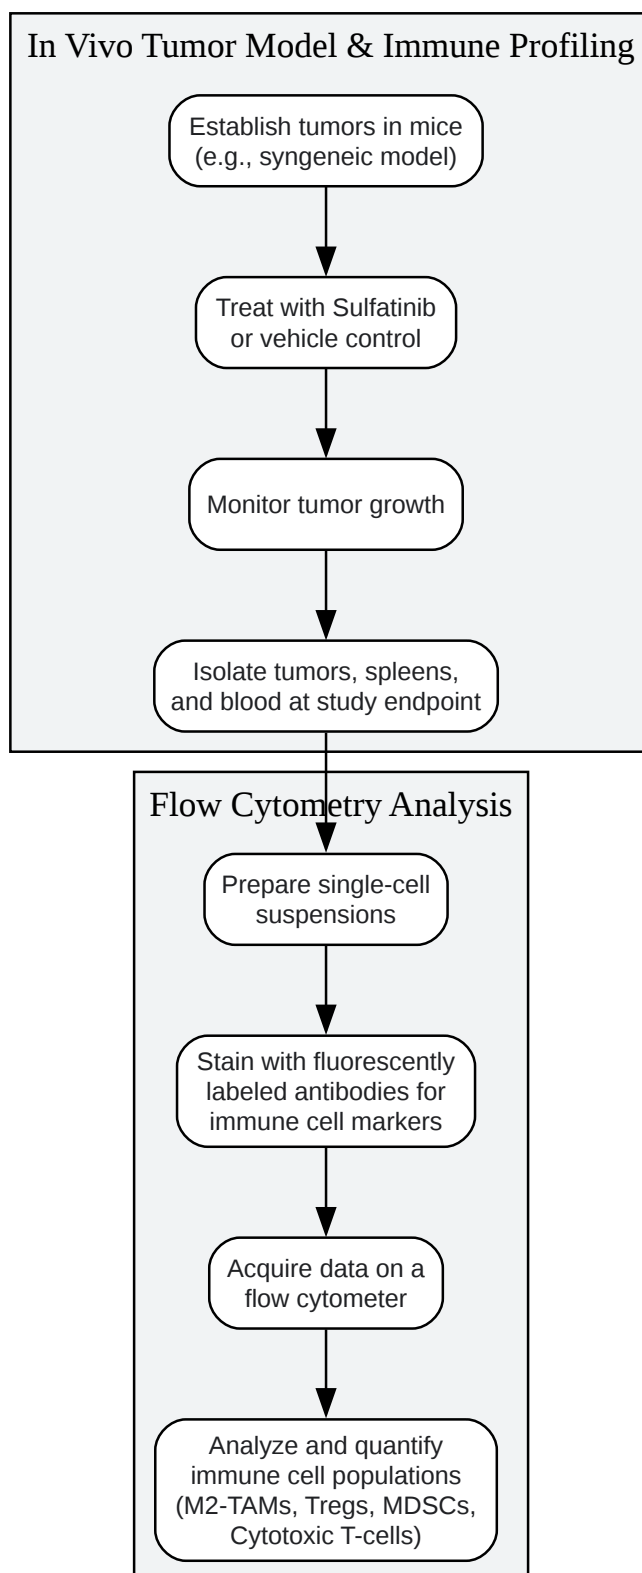 In Vivo Tumor Model & Immune Profiling
Establish tumors in mice
(e.g., syngeneic model)
Treat with Sulfatinib
or vehicle control
Monitor tumor growth
Isolate tumors, spleens,
and blood at study endpoint
Flow Cytometry Analysis
Prepare single-cell
suspensions
Stain with fluorescently
labeled antibodies for
immune cell markers
Acquire data on a
flow cytometer
Analyze and quantify
immune cell populations
(M2-TAMs, Tregs, MDSCs,
Cytotoxic T-cells)